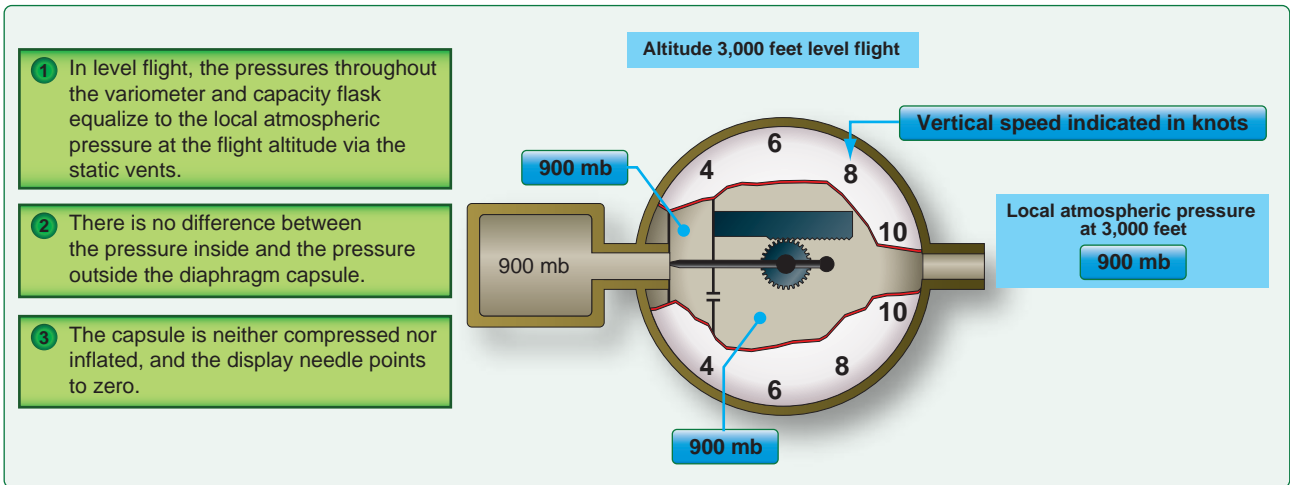 1 In level flight, the pressures throughout
the variometer and capacity flask
equalize to the local atmospheric
pressure at the flight altitude via the
static vents.
2 There is no difference between
the pressure inside and the pressure
outside the diaphragm capsule.
3 The capsule is neither compressed nor
inflated, and the display needle points
to zero.
Altitude 3,000 feet level flight
Vertical speed indicated in knots
900 mb
6
4
8
10
900 mb
10
4
8
6
900 mb
Local atmospheric pressure
at 3,000 feet
900 mb